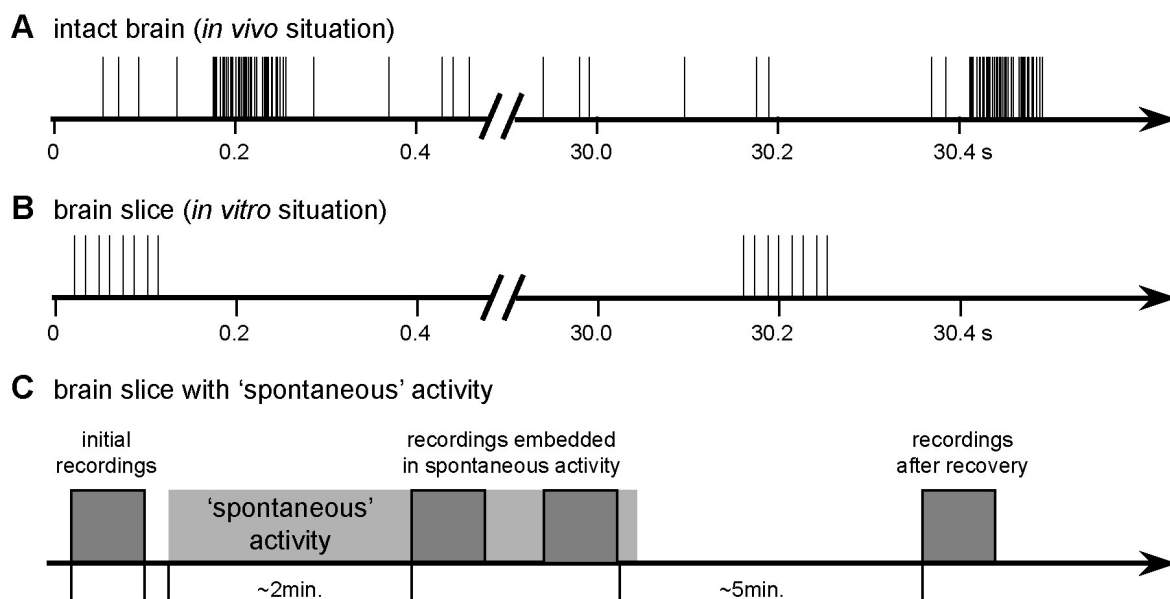 A intact brain (in vivo situation)
0 0.2 0.4 30.0 30.2 30.4 s
B brain slice (in vitro situation)
0 0.2 0.4 30.0 30.2 30.4 s
C brain slice with ‘spontaneous’ activity
initial
recordings
recordings embedded
in spontaneous activity
recordings
after recovery
‘spontaneous’
activity
~2min. ~5min.